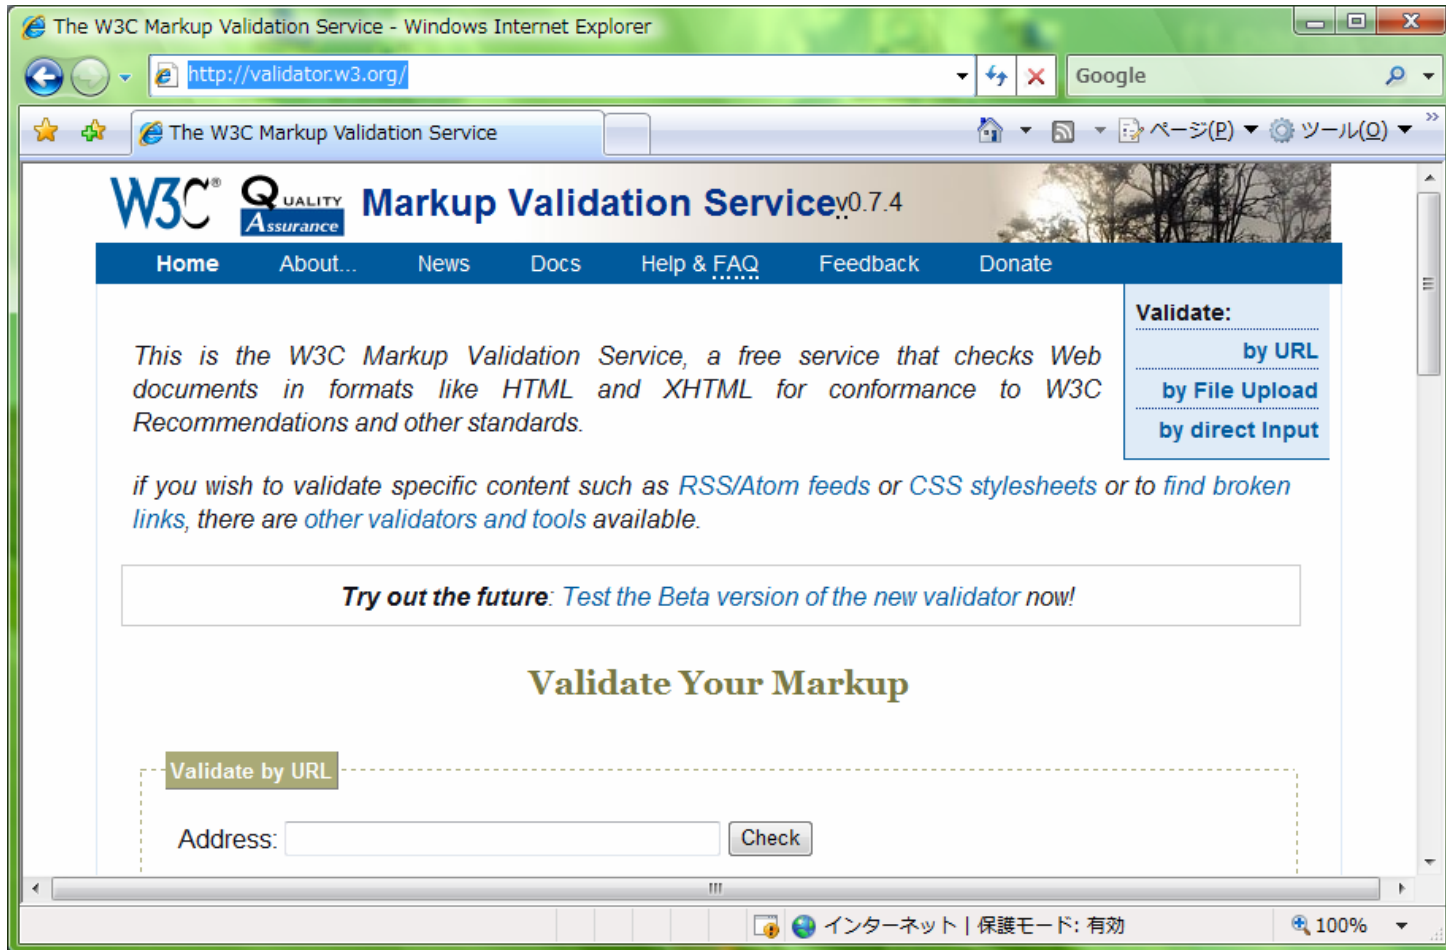 The W3C Markup Validation Service - Windows Internet Explorer
http://validator.w3.org/
Google
The W3C Markup Validation Service
ページ(P)
ツール(O)
W3C® QUALITY Assurance Markup Validation Service v0.7.4
Home About... News Docs Help & FAQ Feedback Donate
Validate:
by URL
by File Upload
by direct Input
This is the W3C Markup Validation Service, a free service that checks Web
documents in formats like HTML and XHTML for conformance to W3C
Recommendations and other standards.
if you wish to validate specific content such as RSS/Atom feeds or CSS stylesheets or to find broken
links, there are other validators and tools available.
Try out the future: Test the Beta version of the new validator now!
Validate Your Markup
Validate by URL
Address: Check
インターネット | 保護モード: 有効
100%